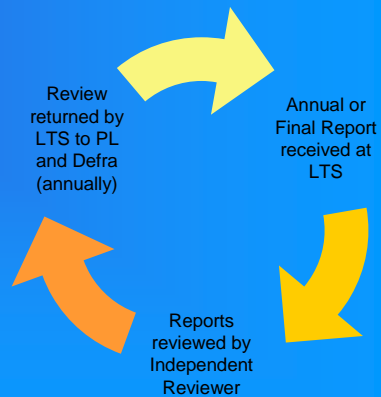 Review
returned by
LTS to PL
and Defra
(annually)
Annual or
Final Report
received at
LTS
Reports
reviewed by
Independent
Reviewer